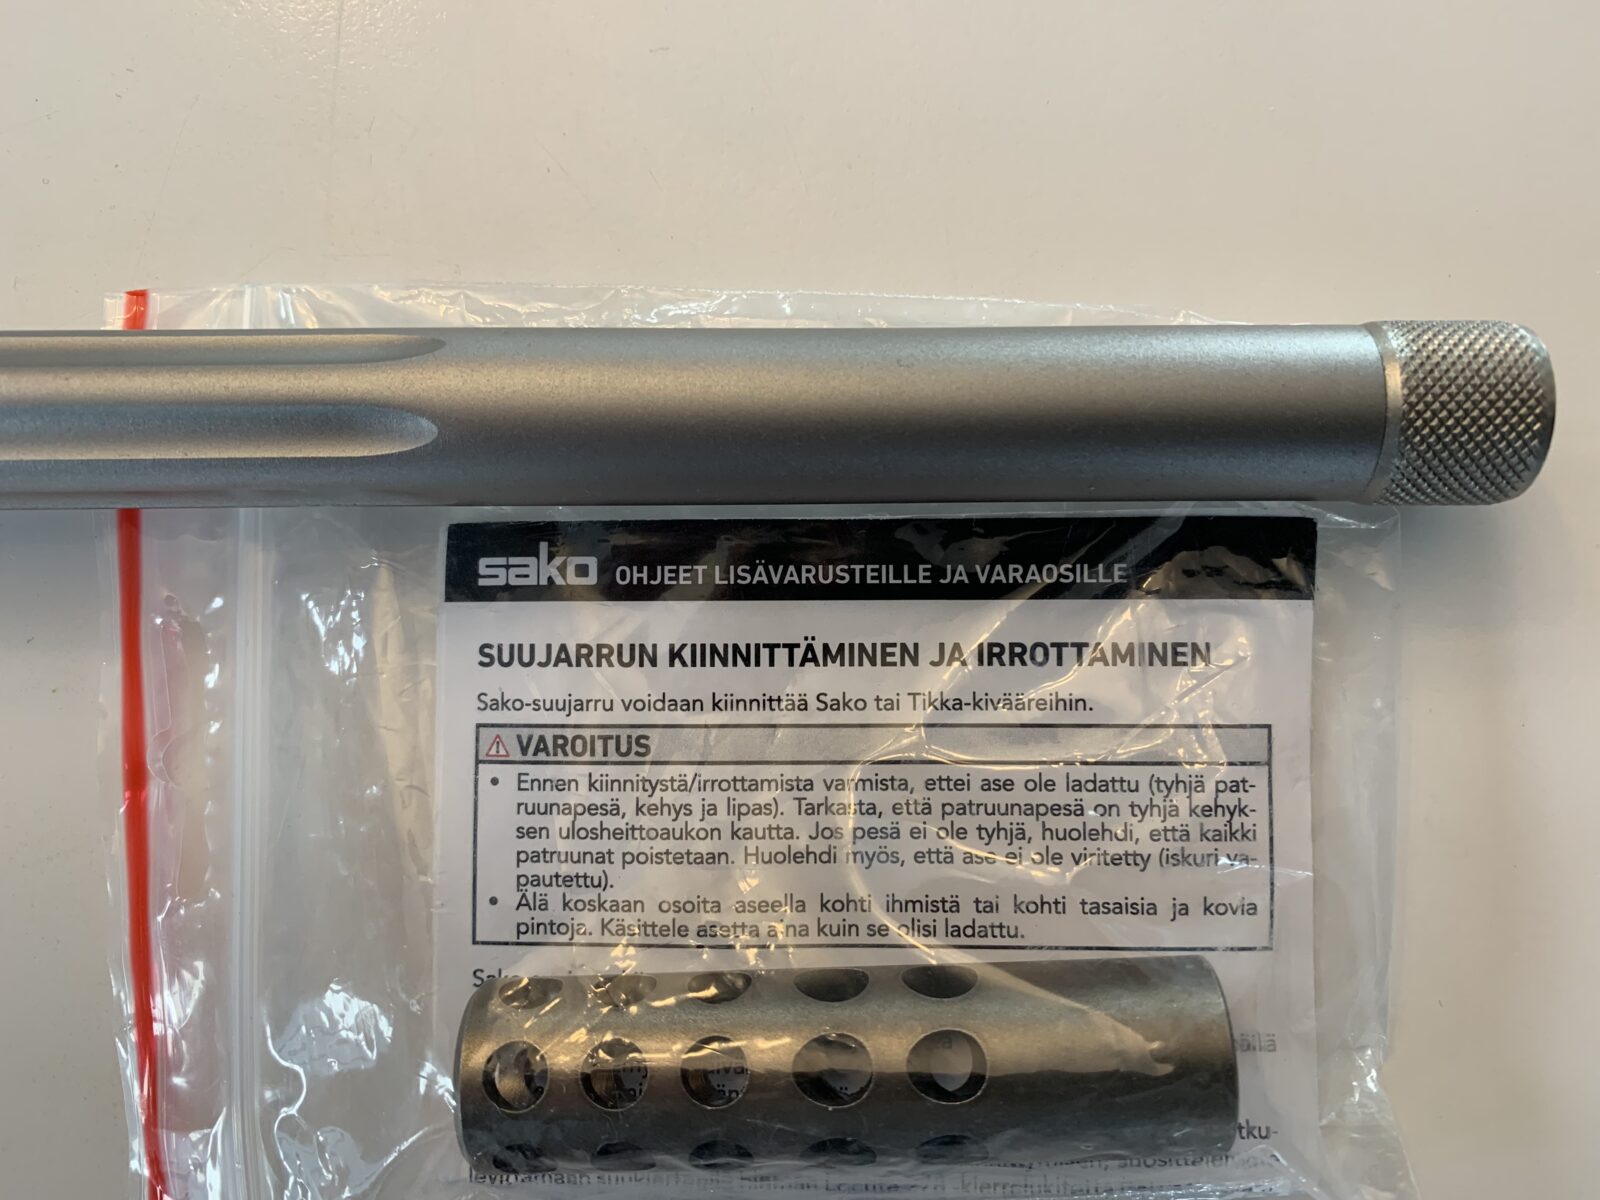 sako OHJEET LISÄVARUSTEILLE JA VARAOSILLE
SUUJARRUN KIINNITTÄMINEN JA IRROTTAMINEN
Sako-suujarru voidaan kiinnittää Sako tai Tikka-kivääreihin.
VAROITUS
• Ennen kiinnitystä/irrottamista varmista, ettei ase ole ladattu (tyhjä pat-
ruunapesä, kehys ja lipas). Tarkasta, että patruunapesä on tyhjä kehyk-
sen ulosheittoaukon kautta. Jos pesä ei ole tyhjä, huolehdi, että kaikki
patruunat poistetaan. Huolehdi myös, että ase ei ole viritetty (iskuri va-
pautettu).
• Älä koskaan osoita aseella kohti ihmistä tai kohti tasaisia ja kovia
pintoja. Käsittele asetta aina kuin se olisi ladattu.